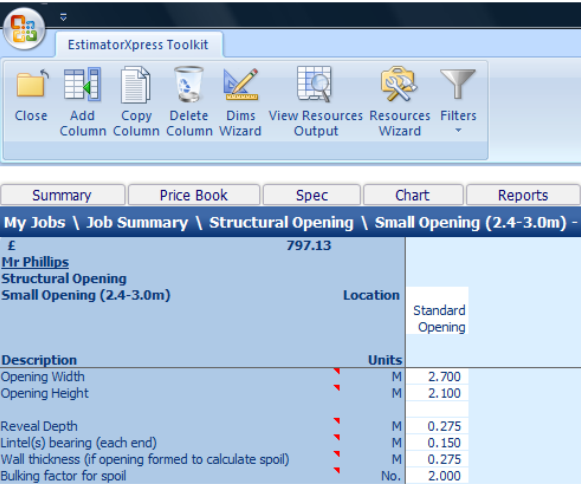 EstimatorXpress Toolkit
Close Add Column Copy Column Delete Column Dims Wizard View Resources Output Resources Wizard Filters
Summary Price Book Spec Chart Reports
My Jobs \ Job Summary \ Structural Opening \ Small Opening (2.4-3.0m) -
£ 797.13
Mr Phillips
Structural Opening
Small Opening (2.4-3.0m) Location
Standard
Opening
Description Units
Opening Width M 2.700
Opening Height M 2.100
Reveal Depth M 0.275
Lintel(s) bearing (each end) M 0.150
Wall thickness (if opening formed to calculate spoil) M 0.275
Bulking factor for spoil No. 2.000